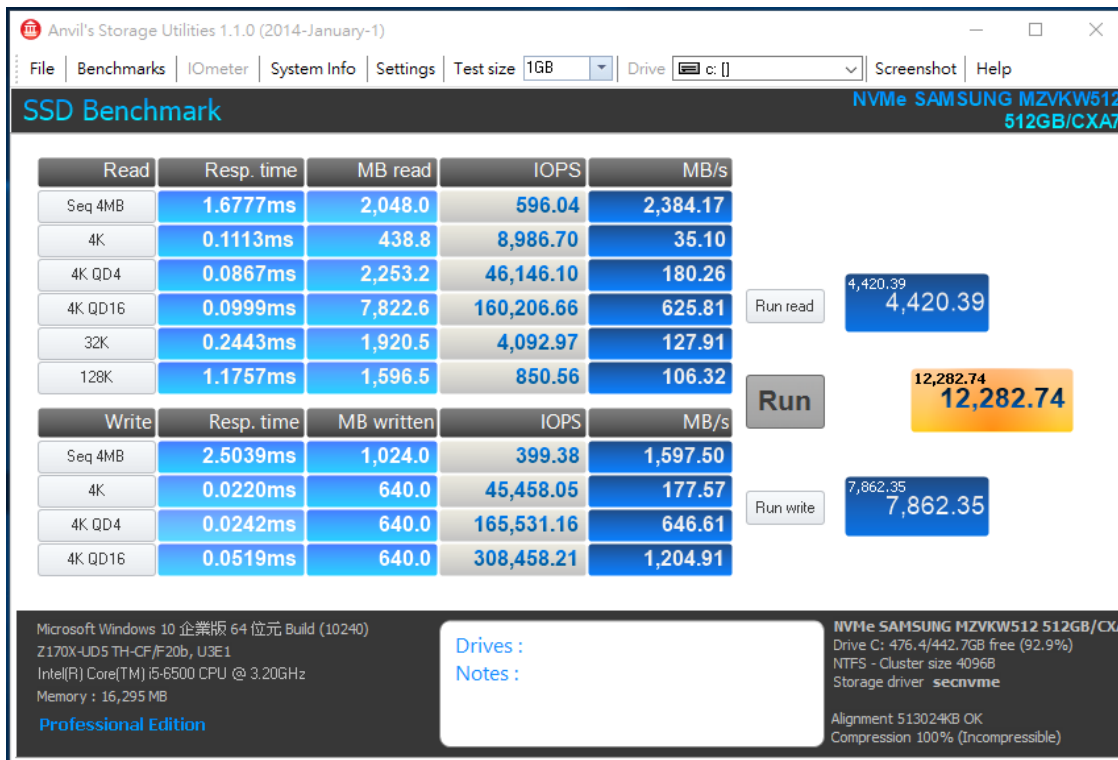 Anvil's Storage Utilities 1.1.0 (2014-January-1)
File Benchmarks IOmeter System Info Settings Test size 1GB Drive c: [] Screenshot Help
SSD Benchmark
NVMe SAMSUNG MZVKW512
512GB/CXA7
Read Resp. time MB read IOPS MB/s
Seq 4MB 1.6777ms 2,048.0 596.04 2,384.17
4K 0.1113ms 438.8 8,986.70 35.10
4K QD4 0.0867ms 2,253.2 46,146.10 180.26
4K QD16 0.0999ms 7,822.6 160,206.66 625.81
32K 0.2443ms 1,920.5 4,092.97 127.91
128K 1.1757ms 1,596.5 850.56 106.32
Run read
4,420.39
4,420.39
Run
12,282.74
12,282.74
Write Resp. time MB written IOPS MB/s
Seq 4MB 2.5039ms 1,024.0 399.38 1,597.50
4K 0.0220ms 640.0 45,458.05 177.57
4K QD4 0.0242ms 640.0 165,531.16 646.61
4K QD16 0.0519ms 640.0 308,458.21 1,204.91
Run write
7,862.35
7,862.35
Microsoft Windows 10 企業版 64 位元 Build (10240)
Z170X-UD5 TH-CF/F20b, U3E1
Intel(R) Core(TM) i5-6500 CPU @ 3.20GHz
Memory : 16,295 MB
Professional Edition
Drives :
Notes :
NVMe SAMSUNG MZVKW512 512GB/CXA
Drive C: 476.4/442.7GB free (92.9%)
NTFS - Cluster size 4096B
Storage driver secnvme
Alignment 513024KB OK
Compression 100% (Incompressible)